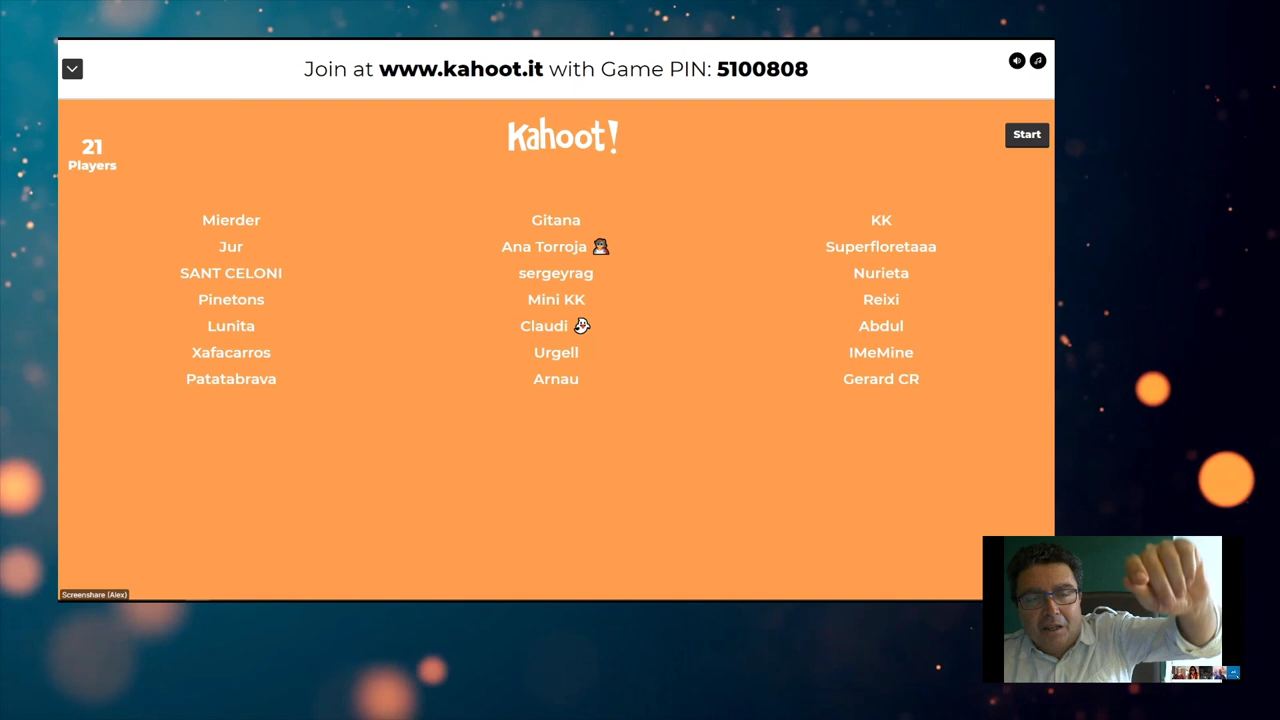 Join at www.kahoot.it with Game PIN: 5100808
Kahoot!
Start
21
Players
Mierder
Gitana
KK
Jur
Ana Torroja
Superfloretaaa
SANT CELONI
sergeyrag
Nurieta
Pinetons
Mini KK
Reixi
Lunita
Claudi
Abdul
Xafacarros
Urgell
IMeMine
Patatabrava
Arnau
Gerard CR
Screenshare (Alex)